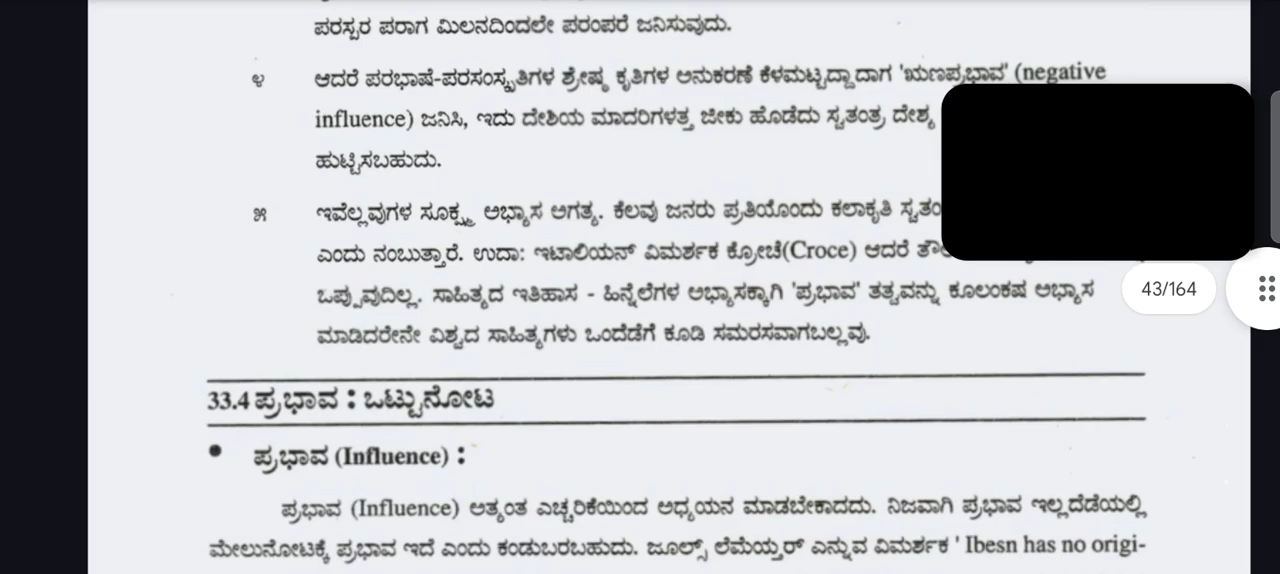 ಪರಸ್ಪರ ಪರಾಗ ಮಿಲನದಿಂದಲೇ ಪರಂಪರೆ ಜನಿಸುವುದು.
೪ ಆದರೆ ಪರಭಾಷೆ-ಪರಸಂಸ್ಕೃತಿಗಳ ಶ್ರೇಷ್ಠ ಕೃತಿಗಳ ಅನುಕರಣೆ ಕೆಳಮಟ್ಟದ್ದಾದಾಗ 'ಋಣಪ್ರಭಾವ' (negative
influence) ಜನಿಸಿ, ಇದು ದೇಶಿಯ ಮಾದರಿಗಳತ್ತ ಜೀಕು ಹೊಡೆದು ಸ್ವತಂತ್ರ ದೇಶ್ಯ
ಹುಟ್ಟಿಸಬಹುದು.
೫ ಇವೆಲ್ಲವುಗಳ ಸೂಕ್ಷ್ಮ ಅಭ್ಯಾಸ ಅಗತ್ಯ. ಕೆಲವು ಜನರು ಪ್ರತಿಯೊಂದು ಕಲಾಕೃತಿ
ಎಂದು ನಂಬುತ್ತಾರೆ. ಉದಾ: ಇಟಾಲಿಯನ್ ವಿಮರ್ಶಕ ಕ್ರೋಚೆ(Croce) ಆದರೆ
ಒಪ್ಪುವುದಿಲ್ಲ. ಸಾಹಿತ್ಯದ ಇತಿಹಾಸ - ಹಿನ್ನೆಲೆಗಳ ಅಭ್ಯಾಸಕ್ಕಾಗಿ 'ಪ್ರಭಾವ' ತತ್ವವನ್ನು ಕೂಲಂಕಷ ಅಭ್ಯಾಸ
43/164
ಮಾಡಿದರೇನೇ ವಿಶ್ವದ ಸಾಹಿತ್ಯಗಳು ಒಂದೆಡೆಗೆ ಕೂಡಿ ಸಮರಸವಾಗಬಲ್ಲವು.
33.4 ಪ್ರಭಾವ : ಒಟ್ಟುನೋಟ
• ಪ್ರಭಾವ (Influence) :
ಪ್ರಭಾವ (Influence) ಅತ್ಯಂತ ಎಚ್ಚರಿಕೆಯಿಂದ ಅಧ್ಯಯನ ಮಾಡಬೇಕಾದದು. ನಿಜವಾಗಿ ಪ್ರಭಾವ ಇಲ್ಲದೆಡೆಯಲ್ಲಿ
ಮೇಲುನೋಟಕ್ಕೆ ಪ್ರಭಾವ ಇದೆ ಎಂದು ಕಂಡುಬರಬಹುದು. ಜೂಲ್ಸ್ ಲೆಮೆಯ್ತರ್ ಎನ್ನುವ ವಿಮರ್ಶಕ ' Ibesn has no origi-